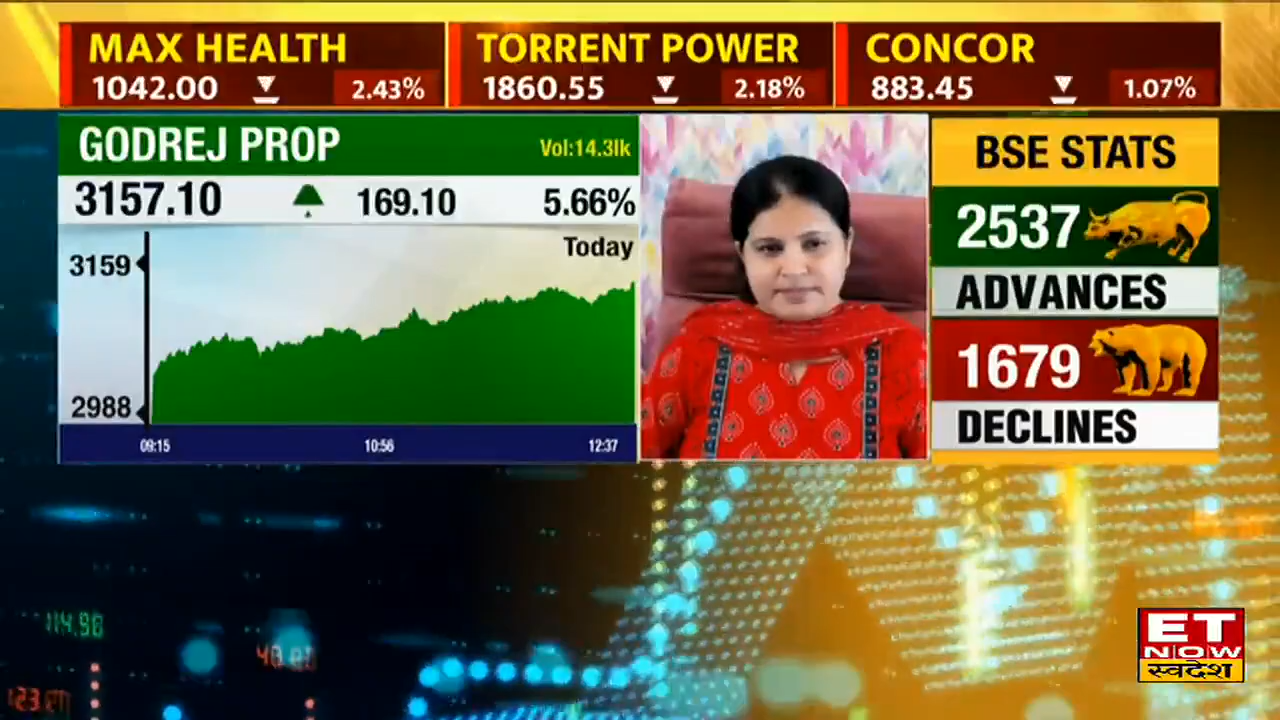 MAX HEALTH
1042.00 2.43%
TORRENT POWER
1860.55 2.18%
CONCOR
883.45 1.07%
GODREJ PROP Vol:14.3lk
3157.10 169.10 5.66%
Today
3159
2988
09:15 10:56 12:37
BSE STATS
2537
ADVANCES
1679
DECLINES
114.90
ET
NOW
स्वदेश